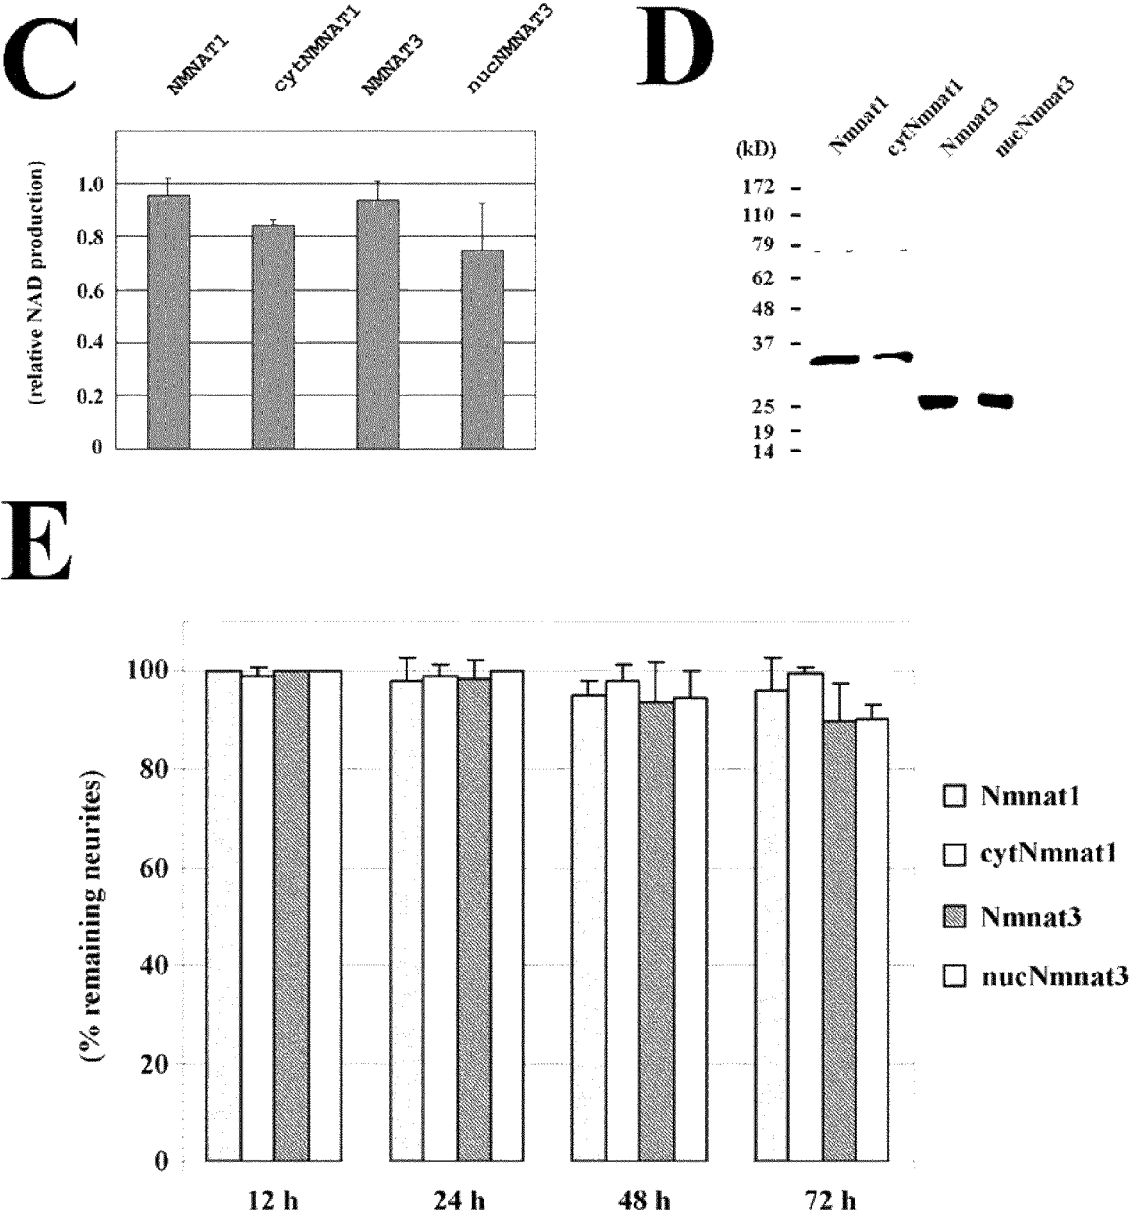 C
NMNAT1
cytNMNAT1
NMNAT3
nucNMNAT3
(relative NAD production)
1.0
0.8
0.6
0.4
0.2
0
D
Nmnat1
cytNmnat1
Nmnat3
nucNmnat3
(kD)
172
110
79
62
48
37
25
19
14
E
(% remaining neurites)
100
80
60
40
20
0
12 h
24 h
48 h
72 h
Nmnat1
cytNmnat1
Nmnat3
nucNmnat3